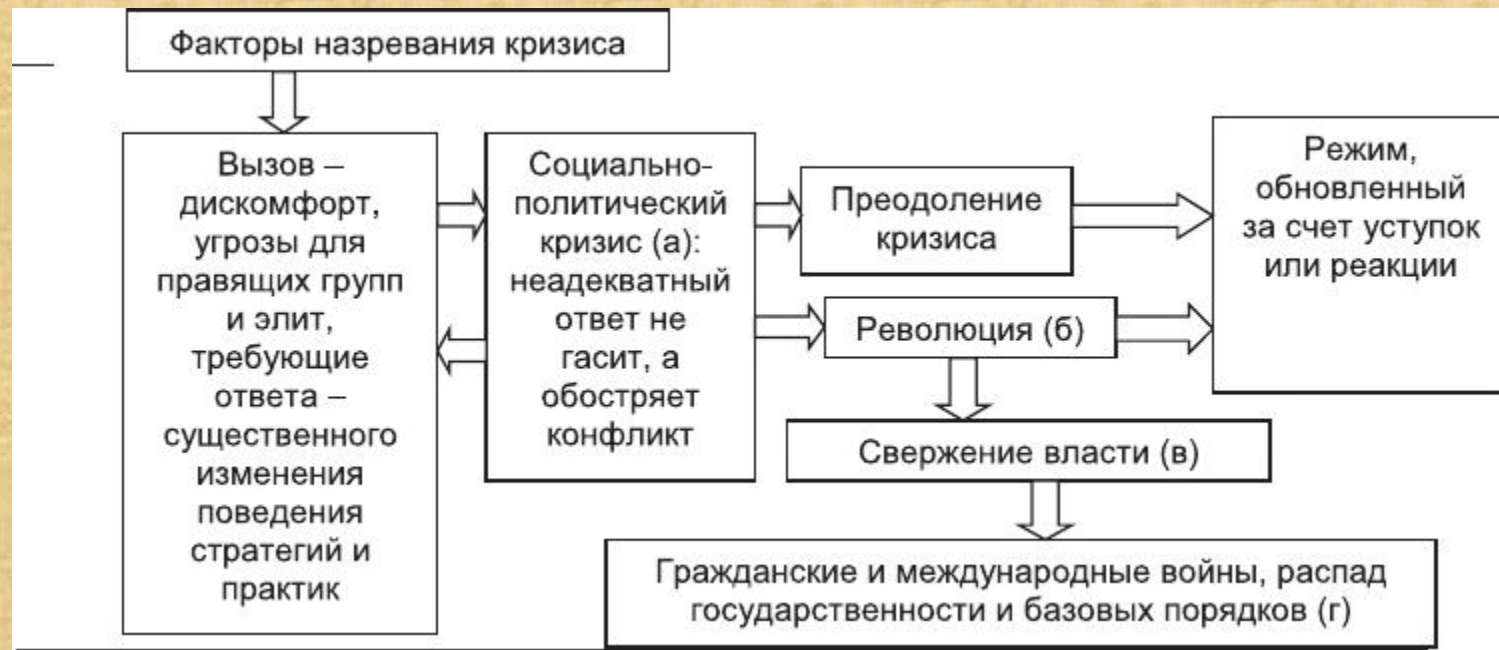 Факторы назревания кризиса
Вызов –
дискомфорт,
угрозы для
правящих групп
и элит,
требующие
ответа –
существенного
изменения
поведения
стратегий и
практик
Социально-
политический
кризис (а):
неадекватный
ответ не
гасит, а
обостряет
конфликт
Преодоление
кризиса
Революция (б)
Свержение власти (в)
Гражданские и международные войны, распад
государственности и базовых порядков (г)
Режим,
обновленный
за счет уступок
или реакции